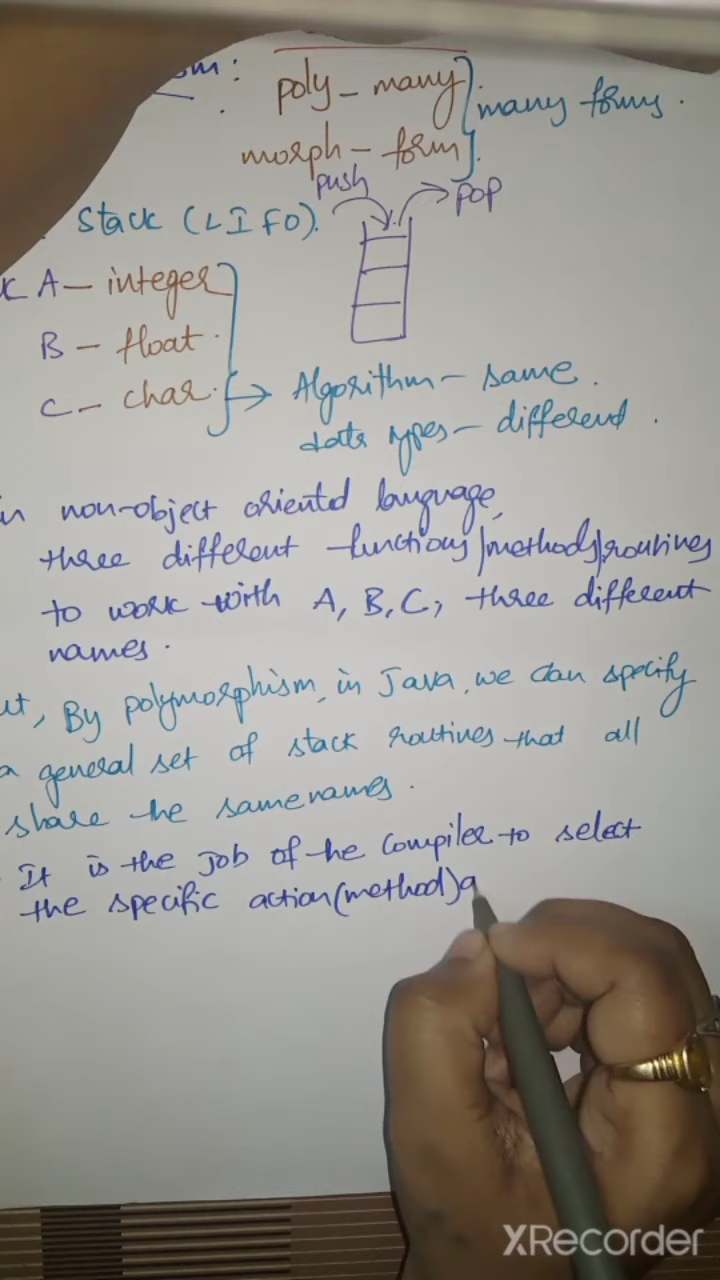 sm :
poly - many
morph - form
many forms .
Stack (LIFO).
push
pop
A - integer
B - float .
C - char .
Algorithm - same .
data types - different .
in non-object oriented language,
three different functions/methods/routines
to work with A, B, C, three different
names .
ut, By polymorphism, in Java, we can specify
a general set of stack routines that all
share the same names .
It is the job of the compiler to select
the specific action(method)a
XRecorder